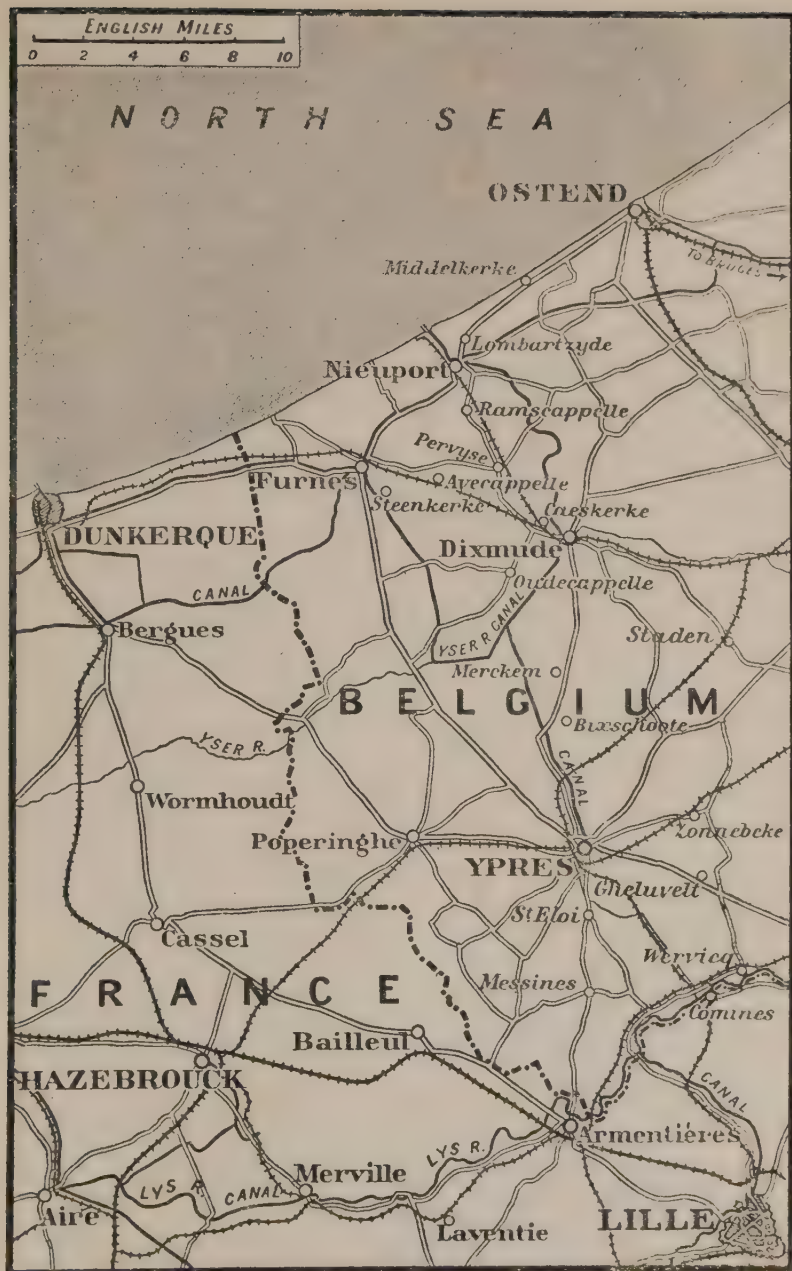 ENGLISH MILES
0 2 4 6 8 10
NORTH SEA
OSTEND
TO BRUGES
Middelkerke
Lombartzyde
Nieuport
Ramscappelle
Pervyse
Furnes
Avecappelle
Steenkerke
Caeskerke
DUNKERQUE
Dixmude
Oudecappelle
CANAL
Bergues
YSER R CANAL
Staden
Merckem
BELGIUM
Bixschoote
YSER R.
CANAL
Wormhoudt
Poperinghe
Zonnebeke
YPRES
Gheluvelt
St Eloi
Cassel
Wervicq
FRANCE
Messines
Comines
Bailleul
HAZEBROUCK
CANAL
Armentières
LYS R.
Merville
LYS R. CANAL
Aire
Laventie
LILLE